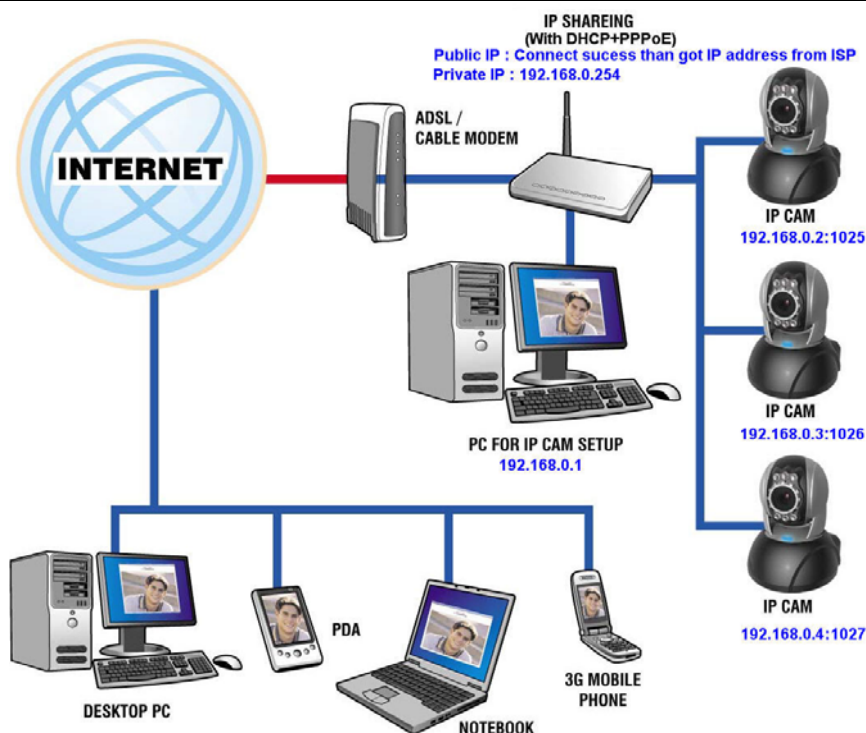 IP SHAREING
(With DHCP+PPPoE)
Public IP : Connect sucess than got IP address from ISP
Private IP : 192.168.0.254
ADSL /
CABLE MODEM
INTERNET
IP CAM
192.168.0.2:1025
IP CAM
192.168.0.3:1026
PC FOR IP CAM SETUP
192.168.0.1
IP CAM
192.168.0.4:1027
PDA
3G MOBILE
PHONE
DESKTOP PC
NOTEBOOK